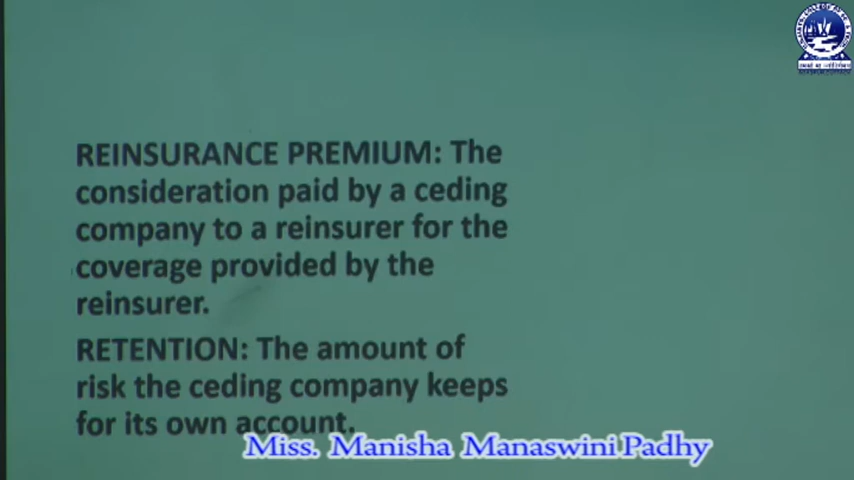 REINSURANCE PREMIUM: The
consideration paid by a ceding
company to a reinsurer for the
coverage provided by the
reinsurer.
RETENTION: The amount of
risk the ceding company keeps
for its own account.
Miss. Manisha Manaswini Padhy